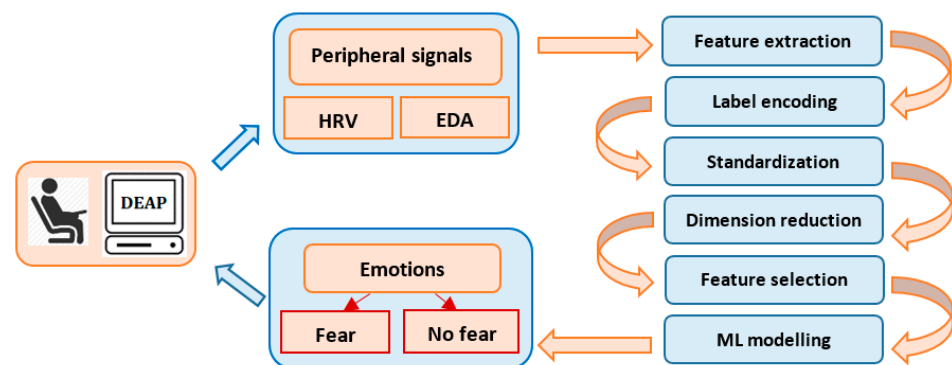 Peripheral signals
HRV
EDA
Feature extraction
Label encoding
Standardization
Dimension reduction
Feature selection
ML modelling
DEAP
Emotions
Fear
No fear